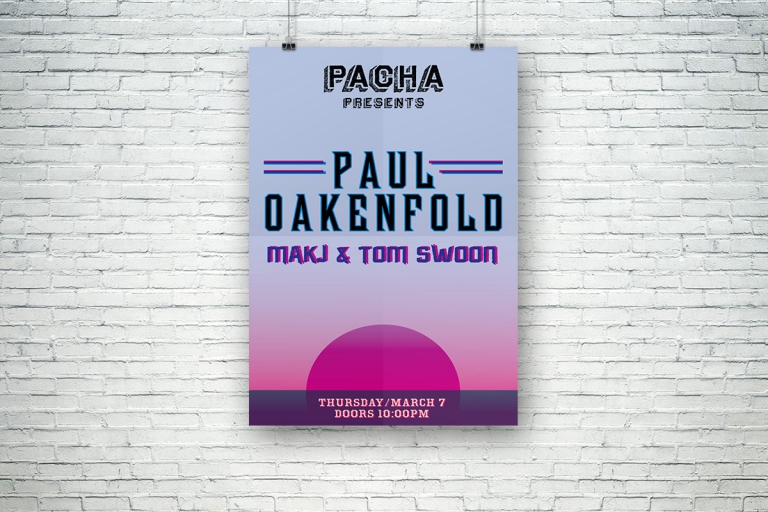 PACHA
PRESENTS
PAUL
OAKENFOLD
MAKJ & TOM SWOON
THURSDAY/MARCH 7
DOORS 10:00PM